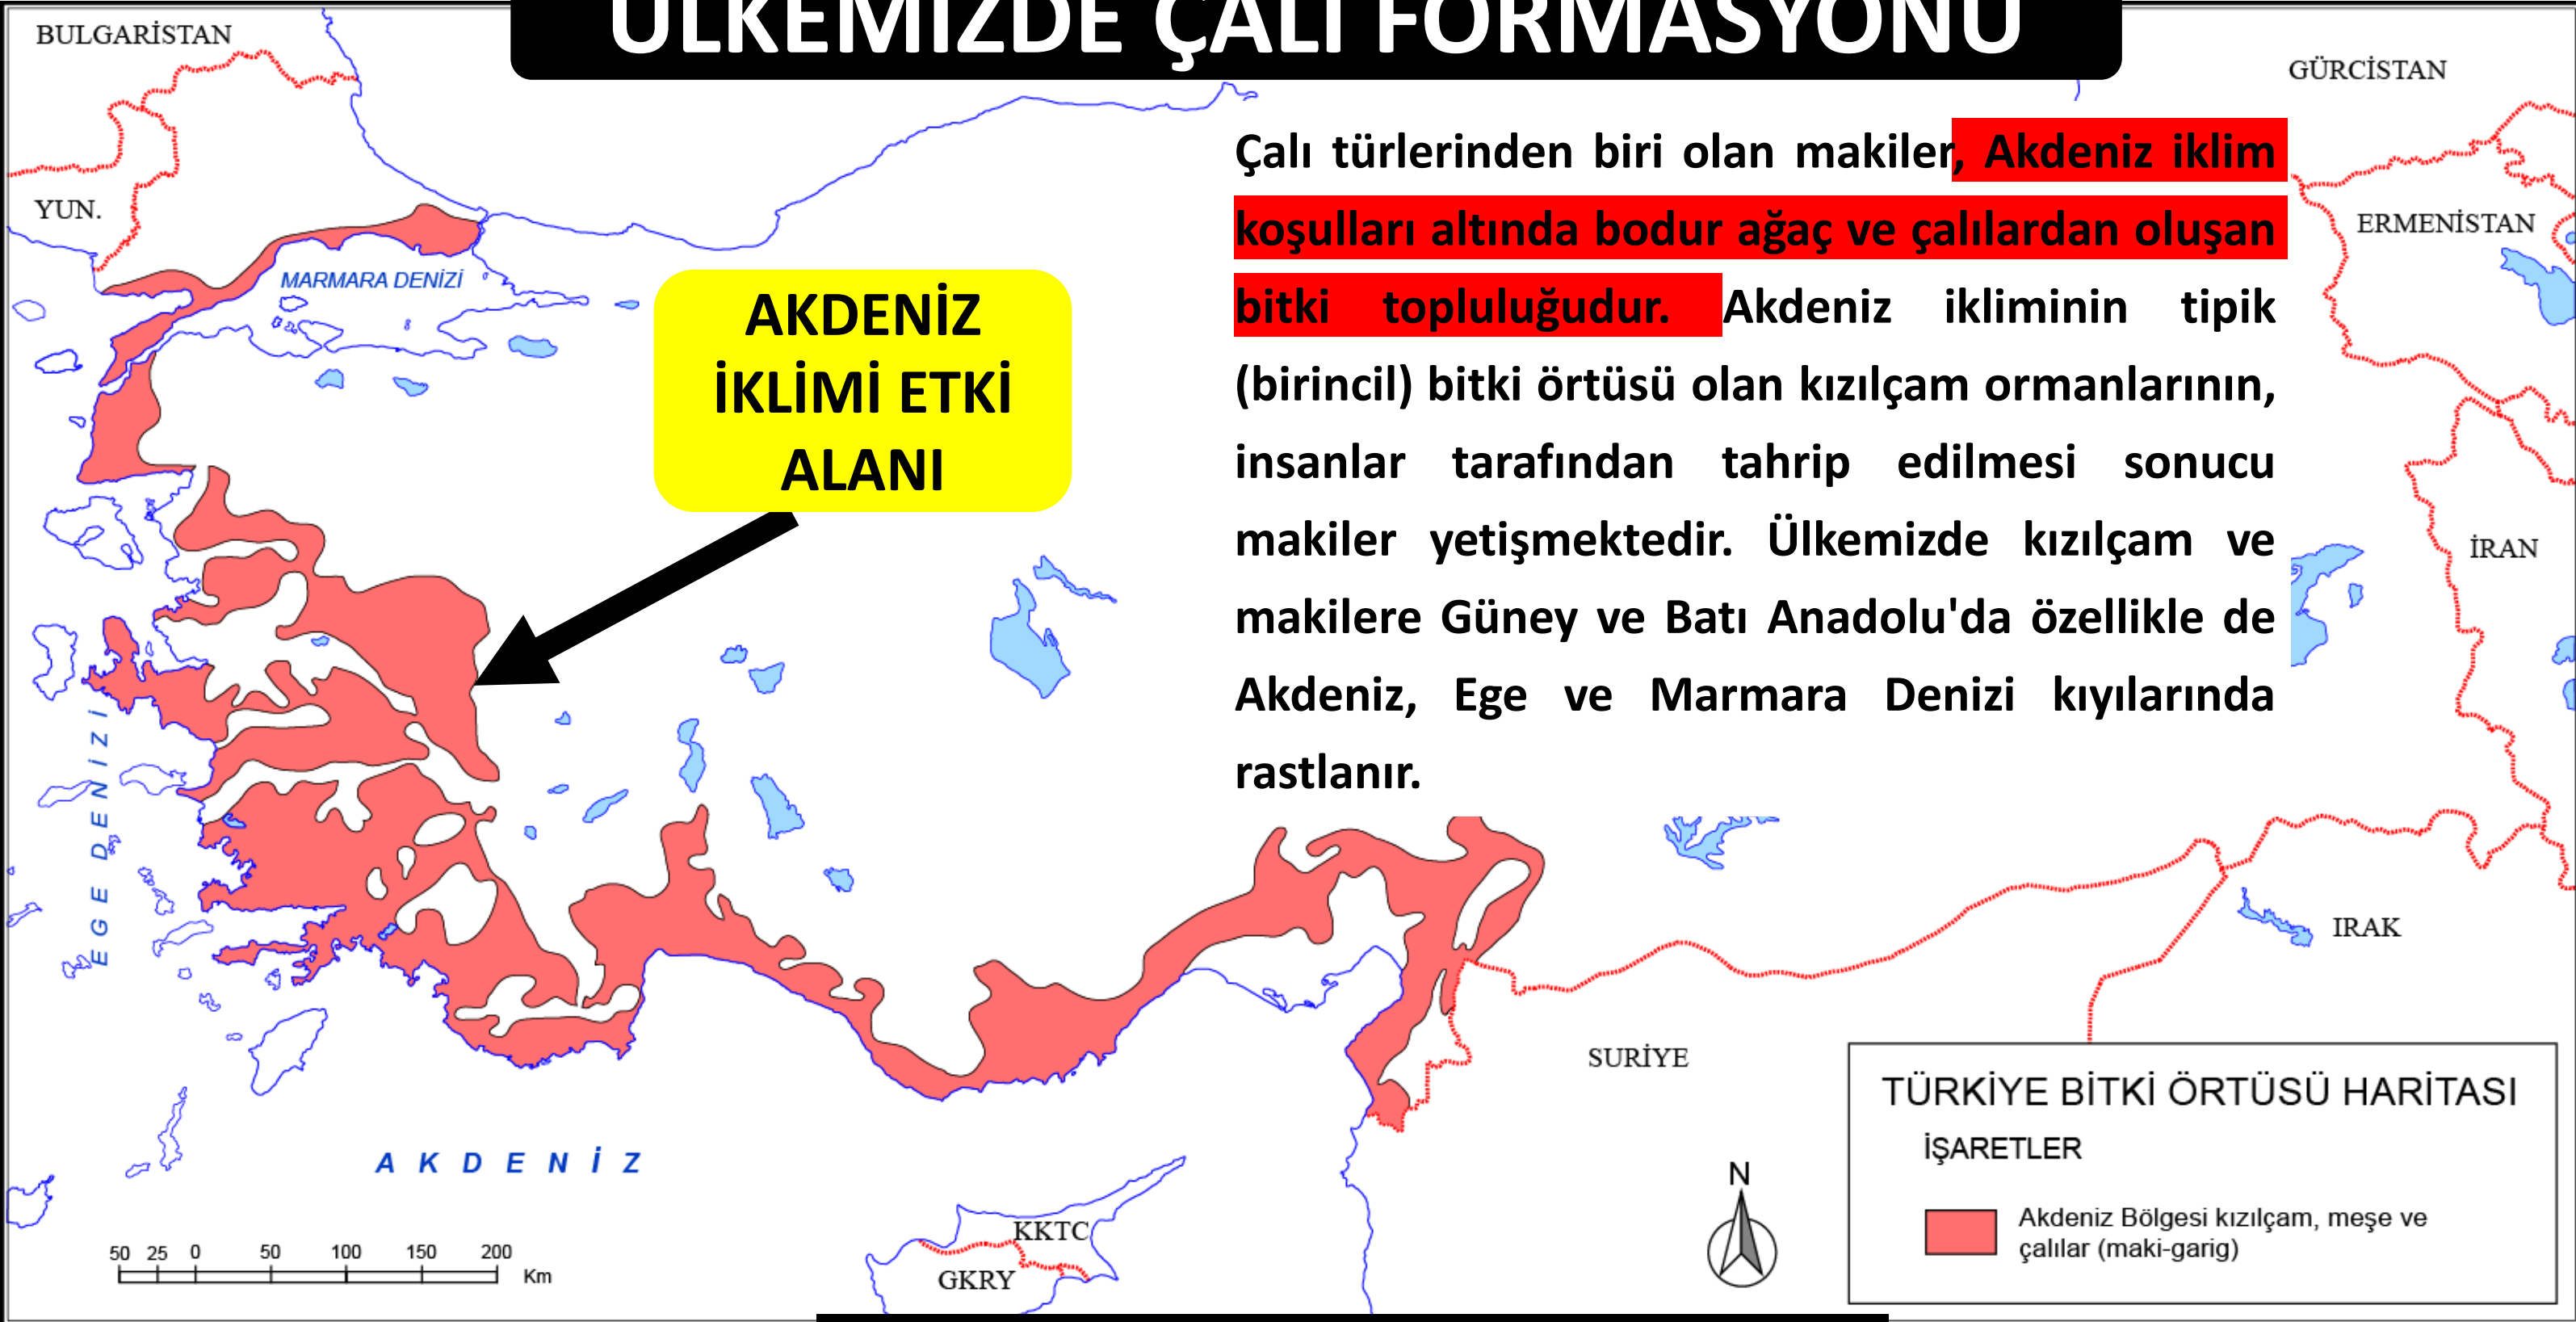 ÜLKEMİZDE ÇALI FORMASYONU
BULGARİSTAN
GÜRCİSTAN
YUN.
ERMENİSTAN
MARMARA DENİZİ
AKDENİZ
İKLİMİ ETKİ
ALANI
Çalı türlerinden biri olan makiler, Akdeniz iklim
koşulları altında bodur ağaç ve çalılardan oluşan
bitki topluluğudur. Akdeniz ikliminin tipik
(birincil) bitki örtüsü olan kızılçam ormanlarının,
insanlar tarafından tahrip edilmesi sonucu
makiler yetişmektedir. Ülkemizde kızılçam ve
makilere Güney ve Batı Anadolu'da özellikle de
Akdeniz, Ege ve Marmara Denizi kıyılarında
rastlanır.
İRAN
EGE DENİZİ
IRAK
SURİYE
AKDENİZ
KKTC
GKRY
50 25 0 50 100 150 200
Km
N
TÜRKİYE BİTKİ ÖRTÜSÜ HARİTASI
İŞARETLER
Akdeniz Bölgesi kızılçam, meşe ve
çalılar (maki-garig)